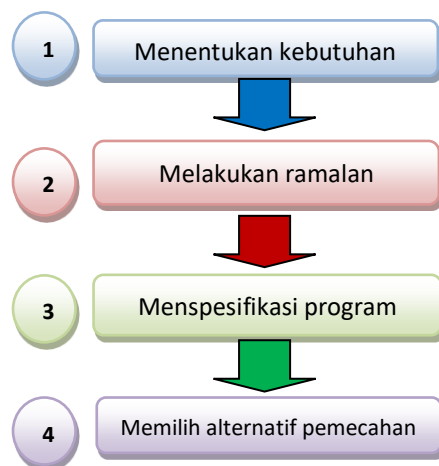 1
Menentukan kebutuhan
2
Melakukan ramalan
3
Menspesifikasi program
4
Memilih alternatif pemecahan